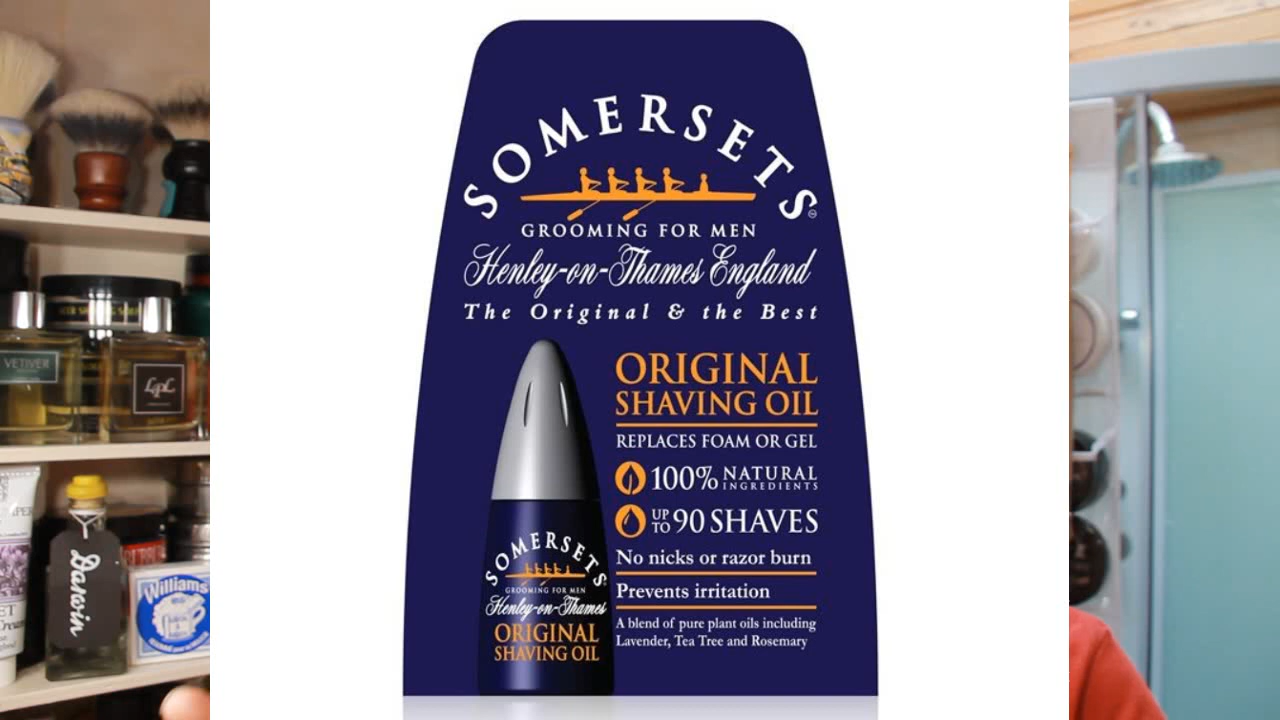 SOMERSETS
GROOMING FOR MEN
Henley-on-Thames England
The Original & the Best
ORIGINAL
SHAVING OIL
REPLACES FOAM OR GEL
100% NATURAL
INGREDIENTS
UP TO 90 SHAVES
No nicks or razor burn
Prevents irritation
A blend of pure plant oils including
Lavender, Tea Tree and Rosemary
SOMERSETS
GROOMING FOR MEN
Henley-on-Thames
ORIGINAL
SHAVING OIL
VETIVER
LPL
Darwin
Williams